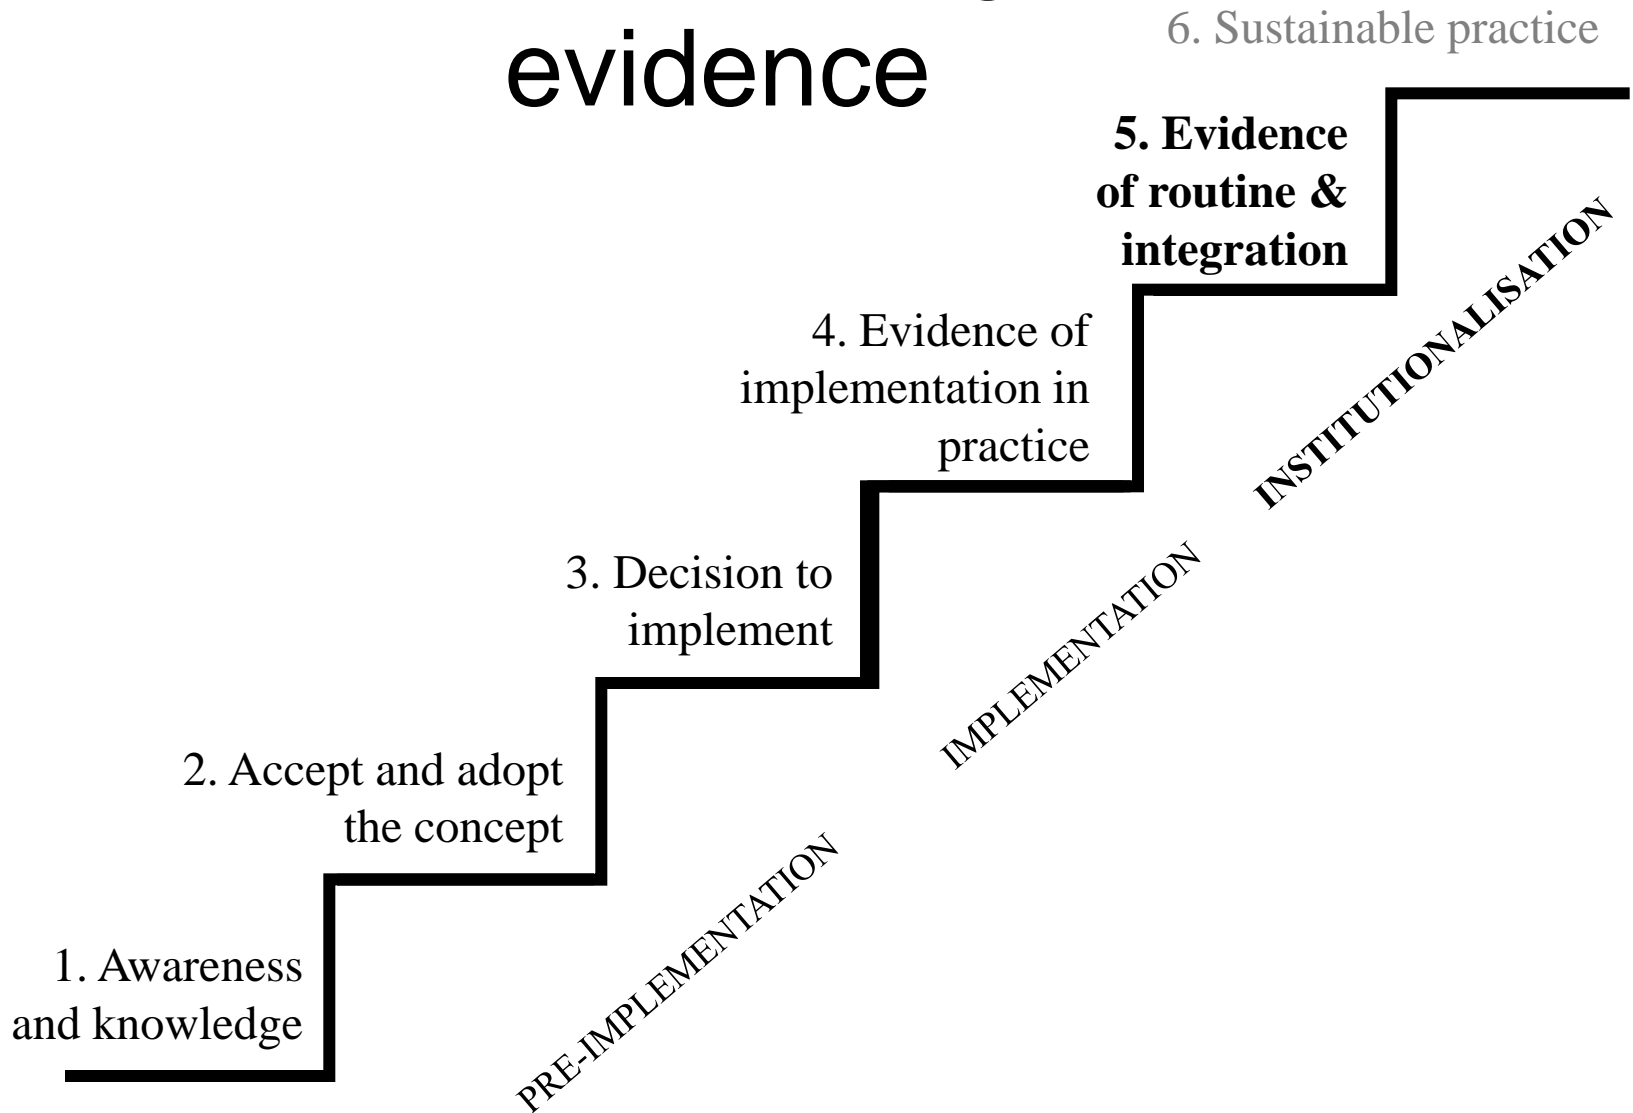 evidence
6. Sustainable practice
5. Evidence
of routine &
integration
4. Evidence of
implementation in
practice
3. Decision to
implement
2. Accept and adopt
the concept
1. Awareness
and knowledge
INSTITUTIONALISATION
IMPLEMENTATION
PRE-IMPLEMENTATION